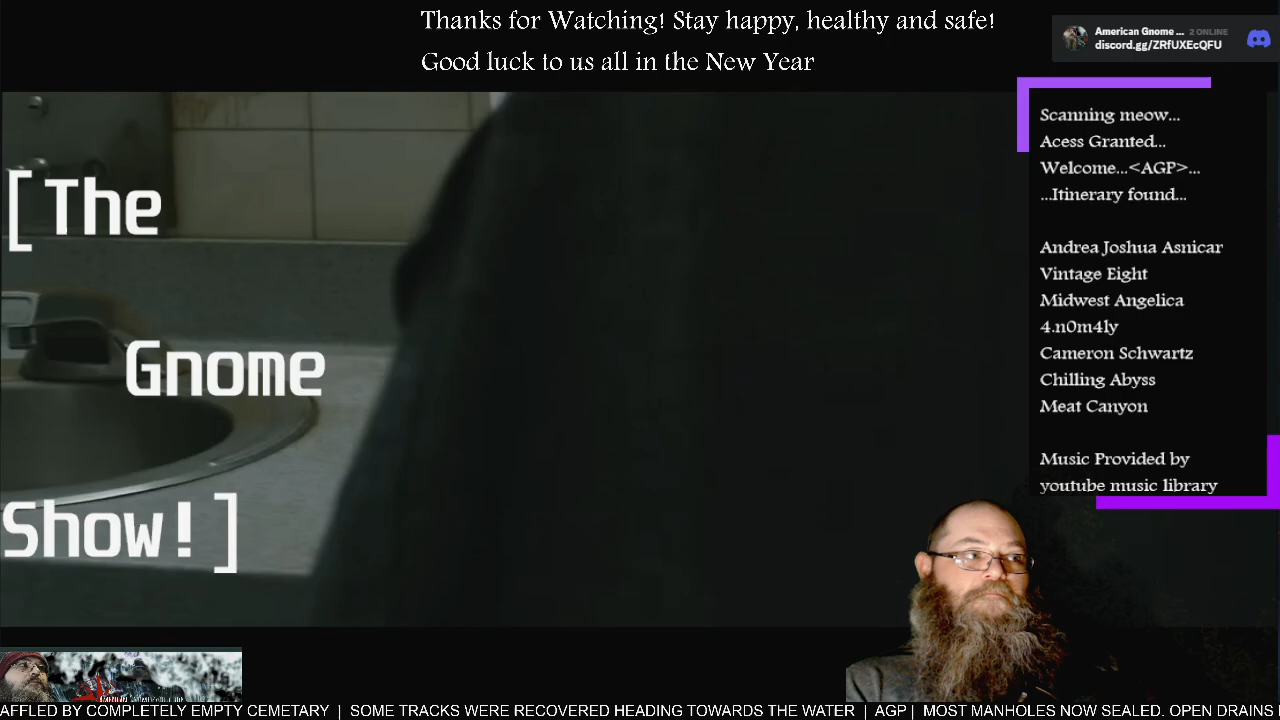 Thanks for Watching! Stay happy, healthy and safe!
Good luck to us all in the New Year
American Gnome ... 2 ONLINE
discord.gg/ZRfUXEcQFU
Scanning meow...
Acess Granted...
Welcome...<AGP>...
...Itinerary found...
Andrea Joshua Asnicar
Vintage Eight
Midwest Angelica
4.n0m4ly
Cameron Schwartz
Chilling Abyss
Meat Canyon
Music Provided by
youtube music library
[The
Gnome
Show!]
AFFLED BY COMPLETELY EMPTY CEMETARY | SOME TRACKS WERE RECOVERED HEADING TOWARDS THE WATER | AGP | MOST MANHOLES NOW SEALED. OPEN DRAINS